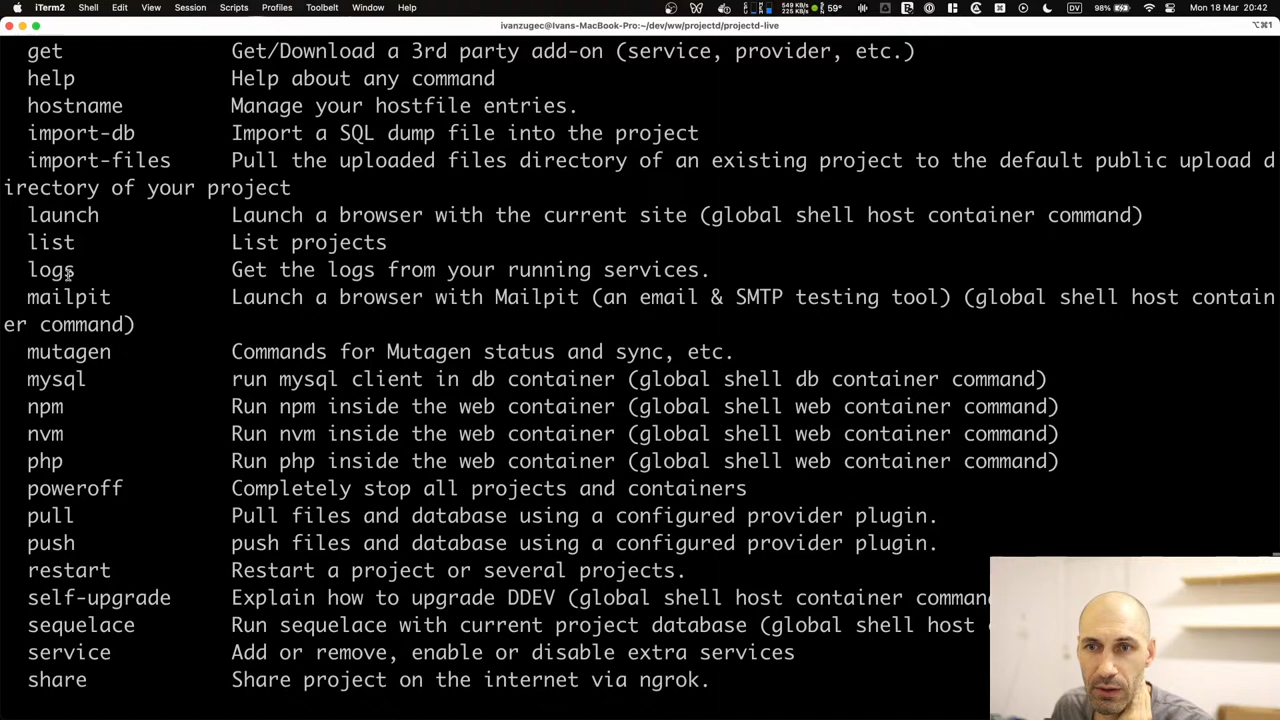 iTerm2 Shell Edit View Session Scripts Profiles Toolbelt Window Help 549 KB/s 225 KB/s 59° DV 98% Mon 18 Mar 20:42
ivanzugec@Ivans-MacBook-Pro:~/dev/ww/projectd/projectd-live ⌥⌘1
get Get/Download a 3rd party add-on (service, provider, etc.)
help Help about any command
hostname Manage your hostfile entries.
import-db Import a SQL dump file into the project
import-files Pull the uploaded files directory of an existing project to the default public upload d
irectory of your project
launch Launch a browser with the current site (global shell host container command)
list List projects
logs Get the logs from your running services.
mailpit Launch a browser with Mailpit (an email & SMTP testing tool) (global shell host contain
er command)
mutagen Commands for Mutagen status and sync, etc.
mysql run mysql client in db container (global shell db container command)
npm Run npm inside the web container (global shell web container command)
nvm Run nvm inside the web container (global shell web container command)
php Run php inside the web container (global shell web container command)
poweroff Completely stop all projects and containers
pull Pull files and database using a configured provider plugin.
push push files and database using a configured provider plugin.
restart Restart a project or several projects.
self-upgrade Explain how to upgrade DDEV (global shell host container comman
sequelace Run sequelace with current project database (global shell host
service Add or remove, enable or disable extra services
share Share project on the internet via ngrok.